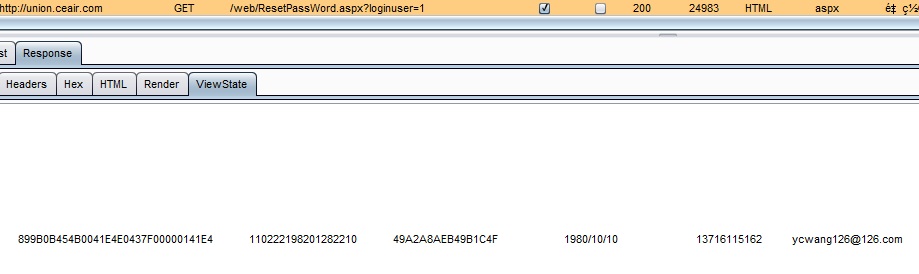 http://union.ceair.com GET /web/ResetPassWord.aspx?loginuser=1 200 24983 HTML aspx é‡ ç½
st Response
Headers Hex HTML Render ViewState
899B0B454B0041E4E0437F00000141E4 110222198201282210 49A2A8AEB49B1C4F 1980/10/10 13716115162 ycwang126@126.com